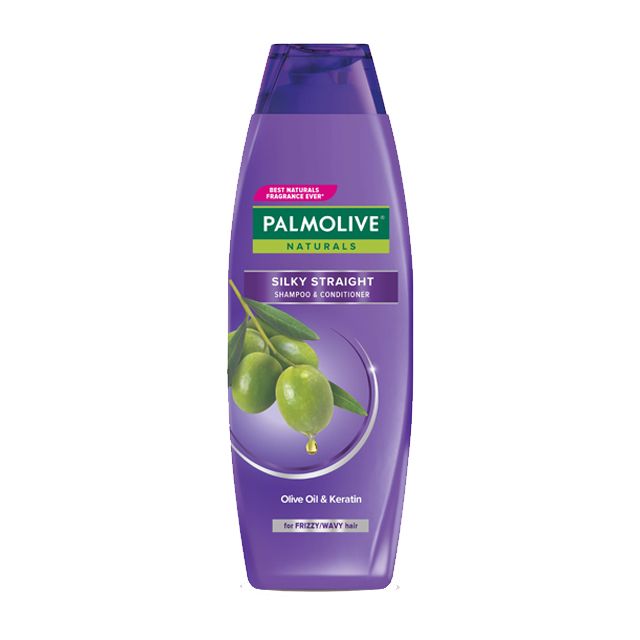 BEST NATURALS
FRAGRANCE EVER*
PALMOLIVE®
NATURALS
SILKY STRAIGHT
SHAMPOO & CONDITIONER
Olive Oil & Keratin
for FRIZZY/WAVY hair